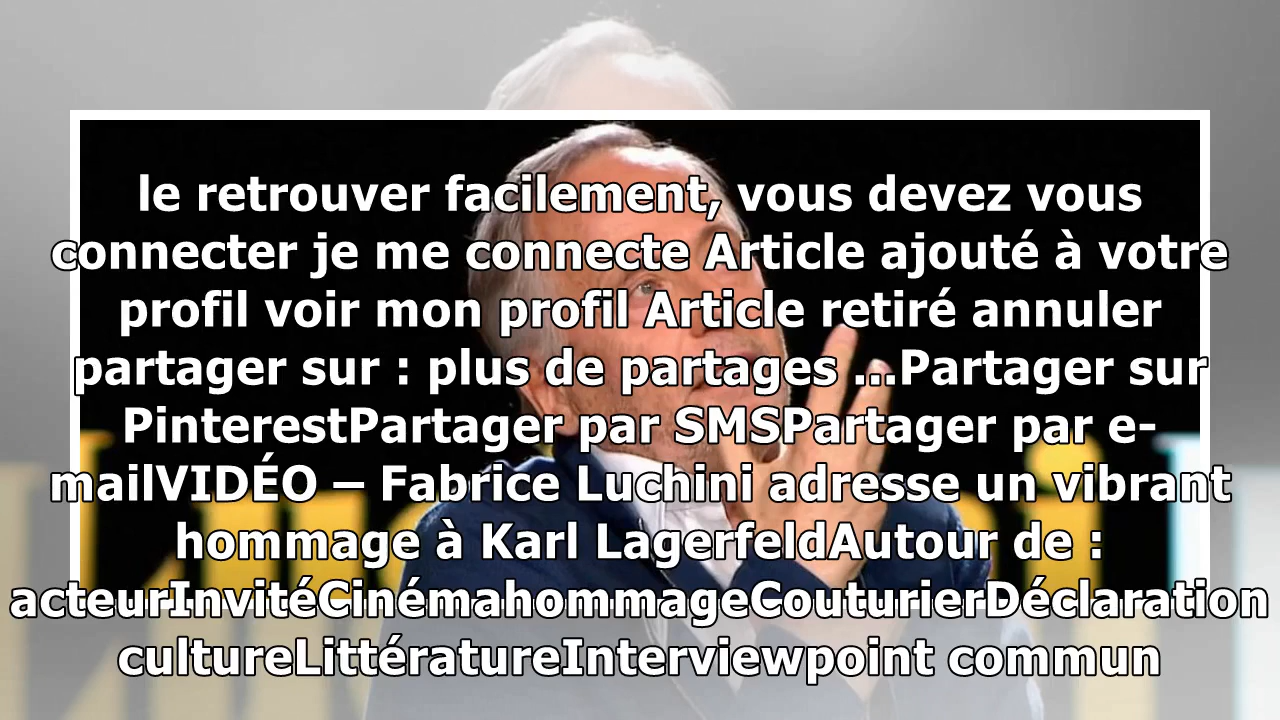 le retrouver facilement, vous devez vous
connecter je me connecte Article ajouté à votre
profil voir mon profil Article retiré annuler
partager sur : plus de partages ...Partager sur
PinterestPartager par SMSPartager par e-
mailVIDÉO – Fabrice Luchini adresse un vibrant
hommage à Karl LagerfeldAutour de :
acteurInvitéCinémahommageCouturierDéclaration
cultureLittératureInterviewpoint commun